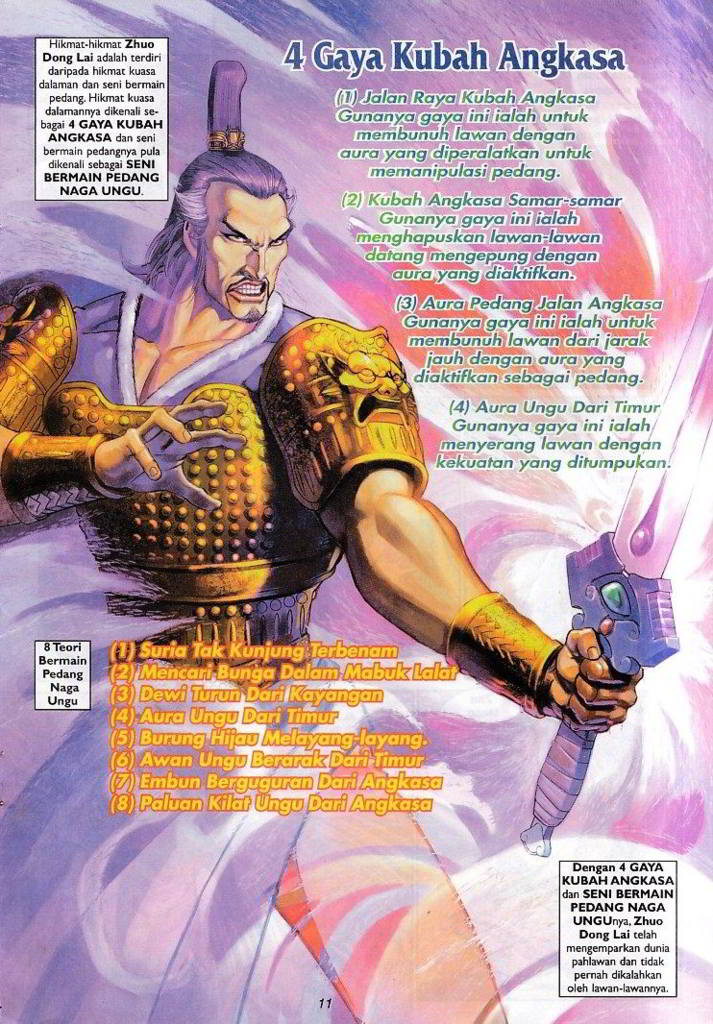 Hikmat-hikmat Zhuo
Dong Lai adalah terdiri
daripada hikmat kuasa
dalaman dan seni bermain
pedang. Hikmat kuasa
dalamannya dikenali se-
bagai 4 GAYA KUBAH
ANGKASA dan seni
bermain pedangnya pula
dikenali sebagai SENI
BERMAIN PEDANG
NAGA UNGU.
4 Gaya Kubah Angkasa
(1) Jalan Raya Kubah Angkasa
Gunanya gaya ini ialah untuk
membunuh lawan dengan
aura yang diperalatkan untuk
memanipulasi pedang.
(2) Kubah Angkasa Samar-samar
Gunanya gaya ini ialah
menghapuskan lawan-lawan
datang mengepung dengan
aura yang diaktifkan.
(3) Aura Pedang Jalan Angkasa
Gunanya gaya ini ialah untuk
membunuh lawan dari jarak
jauh dengan aura yang
diaktifkan sebagai pedang.
(4) Aura Ungu Dari Timur
Gunanya gaya ini ialah
menyerang lawan dengan
kekuatan yang ditumpukan.
8 Teori
Bermain
Pedang
Naga
Ungu
(1) Suria Tak Kunjung Terbenam
(2) Mencari Bunga Dalam Mabuk Lalat
(3) Dewi Turun Dari Kayangan
(4) Aura Ungu Dari Timur
(5) Burung Hijau Melayang-layang.
(6) Awan Ungu Berarak Dari Timur
(7) Embun Berguguran Dari Angkasa
(8) Paluan Kilat Ungu Dari Angkasa
Dengan 4 GAYA
KUBAH ANGKASA
dan SENI BERMAIN
PEDANG NAGA
UNGUnya, Zhuo
Dong Lai telah
mengemparkan dunia
pahlawan dan tidak
pernah dikalahkan
oleh lawan-lawannya.
11